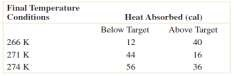 Final Temperature
Conditions Heat Absorbed (cal)
Below Target Above Target
266 K 12 40
271 K 44 16
274 K 56 36